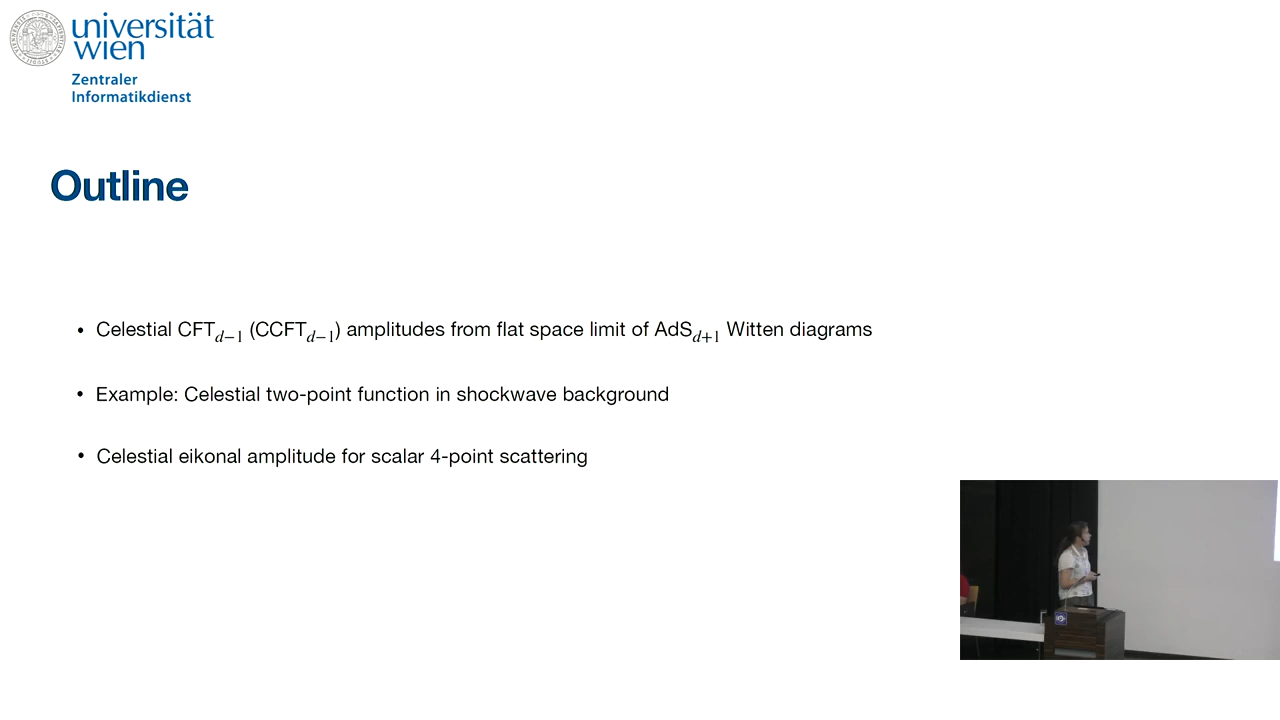 universität
wien
Zentraler
Informatikdienst
Outline
• Celestial CFT_{d−1} (CCFT_{d−1}) amplitudes from flat space limit of AdS_{d+1} Witten diagrams
• Example: Celestial two-point function in shockwave background
• Celestial eikonal amplitude for scalar 4-point scattering